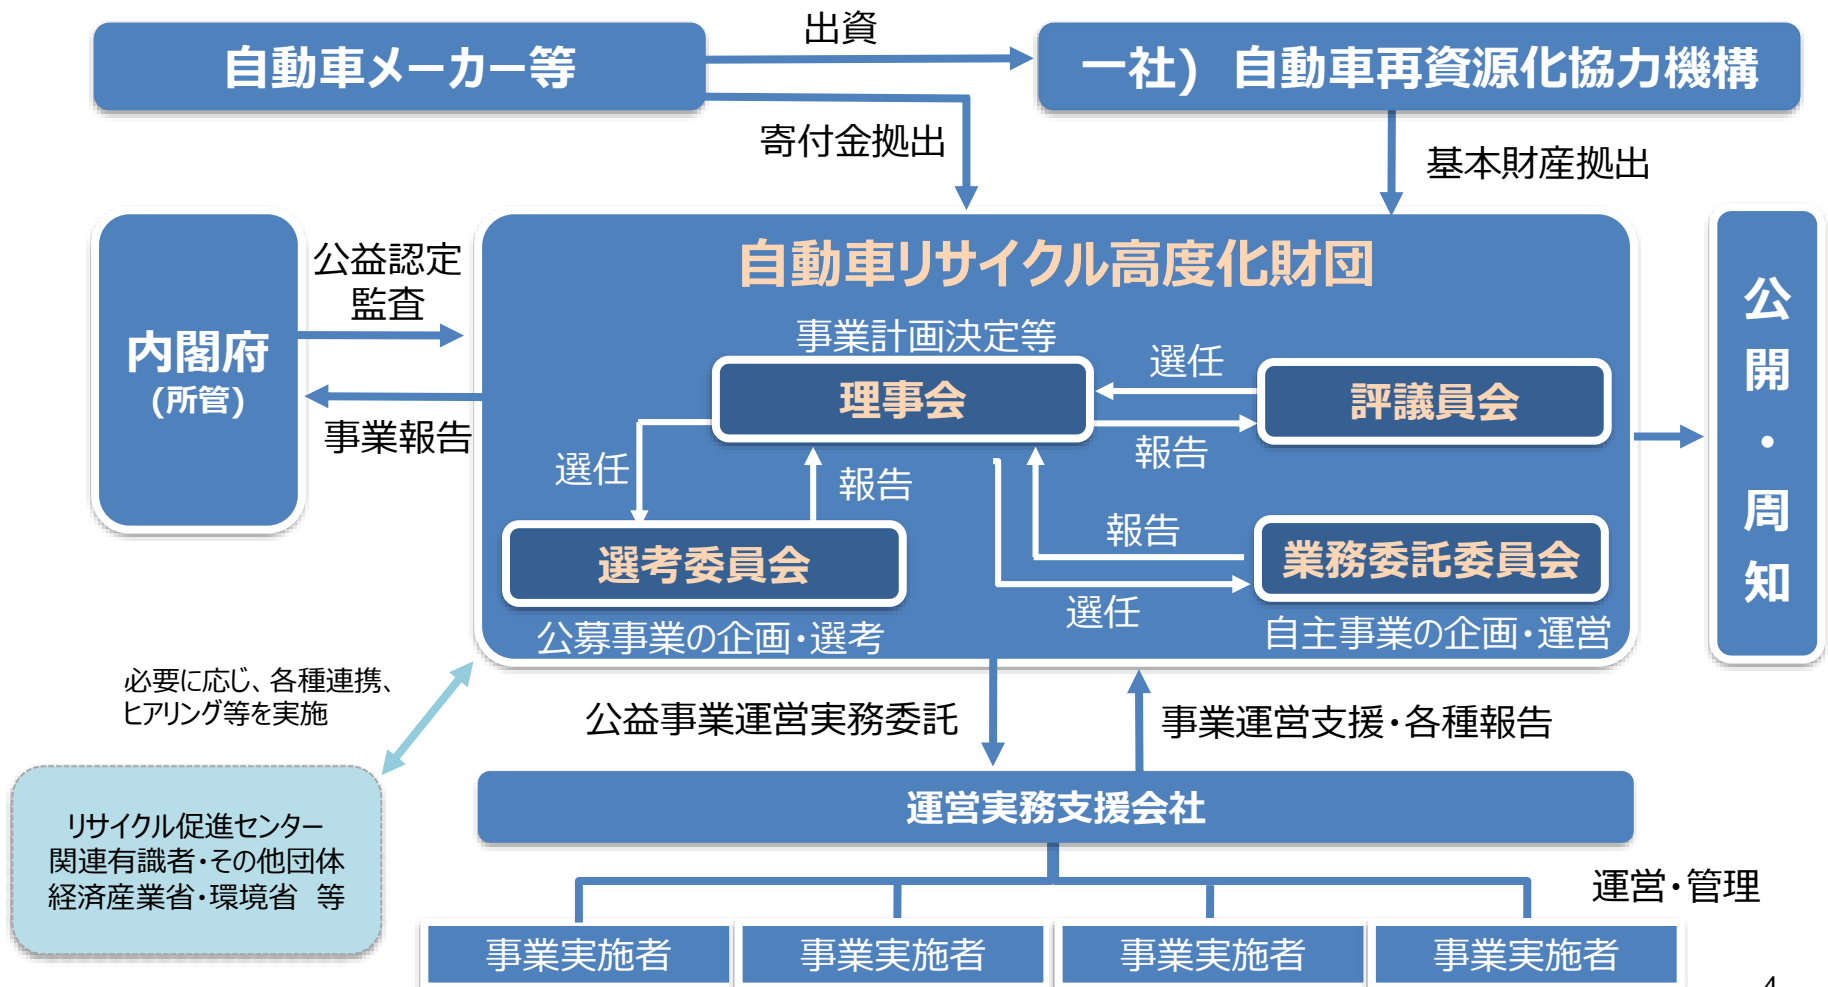 出資
自動車メーカー等
一社）自動車再資源化協力機構
寄付金拠出
基本財産拠出
公益認定
監査
内閣府
(所管)
事業報告
自動車リサイクル高度化財団
事業計画決定等
理事会
選任
評議員会
報告
選任
報告
報告
選考委員会
業務委託委員会
選任
公募事業の企画・選考
自主事業の企画・運営
公開・周知
必要に応じ、各種連携、
ヒアリング等を実施
公益事業運営実務委託
事業運営支援・各種報告
運営実務支援会社
リサイクル促進センター
関連有識者・その他団体
経済産業省・環境省　等
運営・管理
事業実施者
事業実施者
事業実施者
事業実施者
4